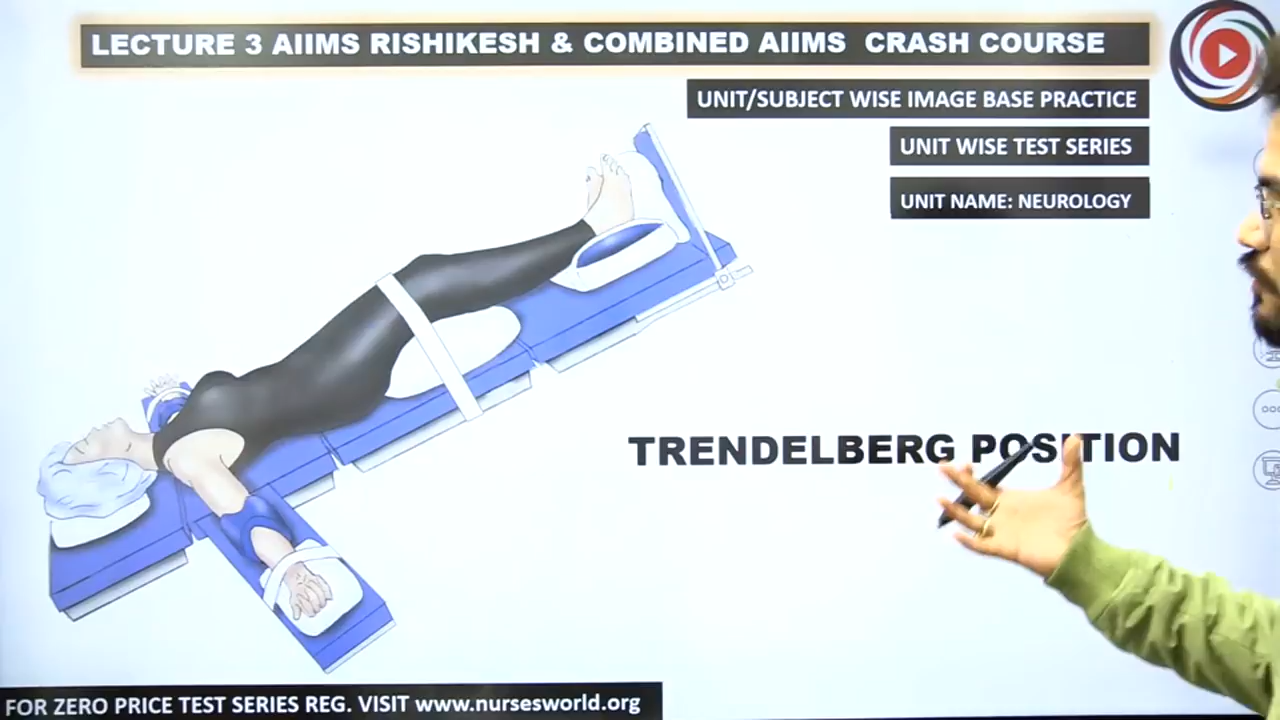 LECTURE 3 AIIMS RISHIKESH & COMBINED AIIMS CRASH COURSE
UNIT/SUBJECT WISE IMAGE BASE PRACTICE
UNIT WISE TEST SERIES
UNIT NAME: NEUROLOGY
TRENDELBERG POSITION
FOR ZERO PRICE TEST SERIES REG. VISIT www.nursesworld.org